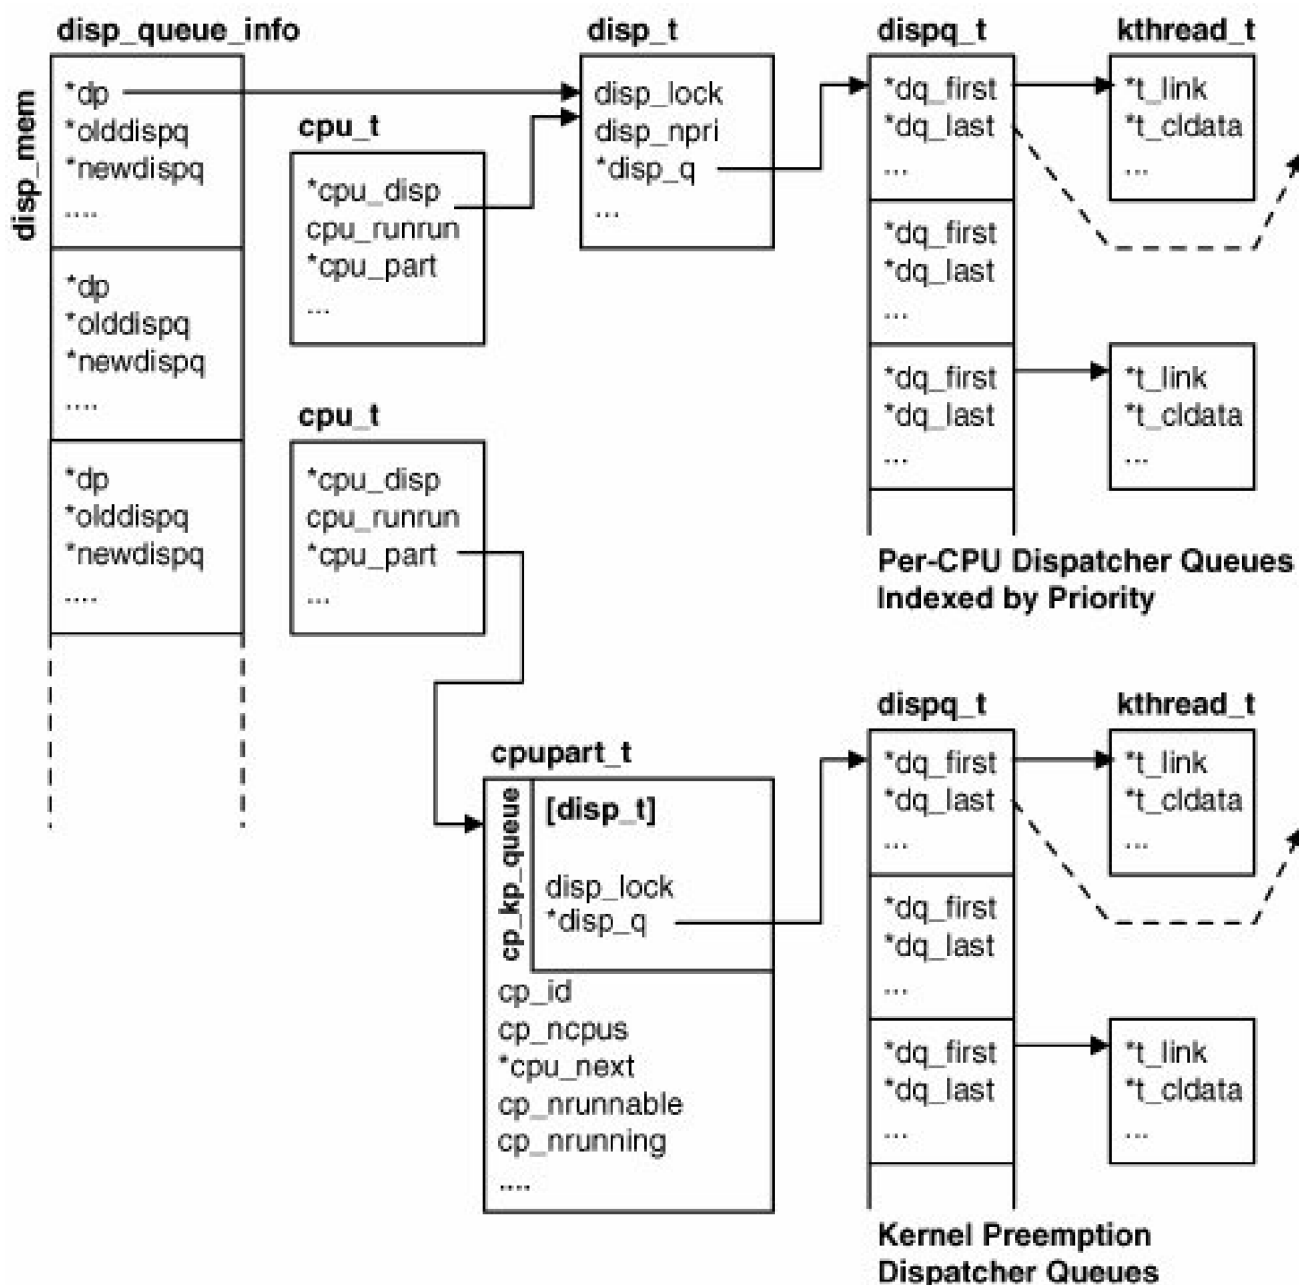 disp_queue_info
disp_mem
*dp
*olddispq
*newdispq
....
*dp
*olddispq
*newdispq
....
*dp
*olddispq
*newdispq
....
cpu_t
*cpu_disp
cpu_runrun
*cpu_part
...
cpu_t
*cpu_disp
cpu_runrun
*cpu_part
...
disp_t
disp_lock
disp_npri
*disp_q
...
dispq_t
*dq_first
*dq_last
...
*dq_first
*dq_last
...
*dq_first
*dq_last
...
kthread_t
*t_link
*t_cldata
...
*t_link
*t_cldata
...
Per-CPU Dispatcher Queues
Indexed by Priority
cpupart_t
cp_kp_queue
[disp_t]
disp_lock
*disp_q
cp_id
cp_ncpus
*cpu_next
cp_nrunnable
cp_nrunning
....
dispq_t
*dq_first
*dq_last
...
*dq_first
*dq_last
...
*dq_first
*dq_last
...
kthread_t
*t_link
*t_cldata
...
*t_link
*t_cldata
...
Kernel Preemption
Dispatcher Queues